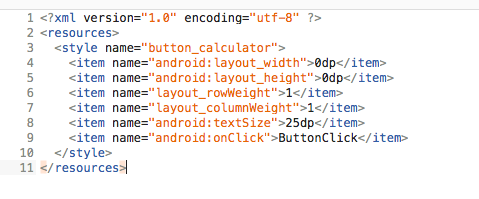 1 <?xml version="1.0" encoding="utf-8" ?>
2 <resources>
3   <style name="button_calculator">
4     <item name="android:layout_width">0dp</item>
5     <item name="android:layout_height">0dp</item>
6     <item name="layout_rowWeight">1</item>
7     <item name="layout_columnWeight">1</item>
8     <item name="android:textSize">25dp</item>
9     <item name="android:onClick">ButtonClick</item>
10   </style>
11 </resources>